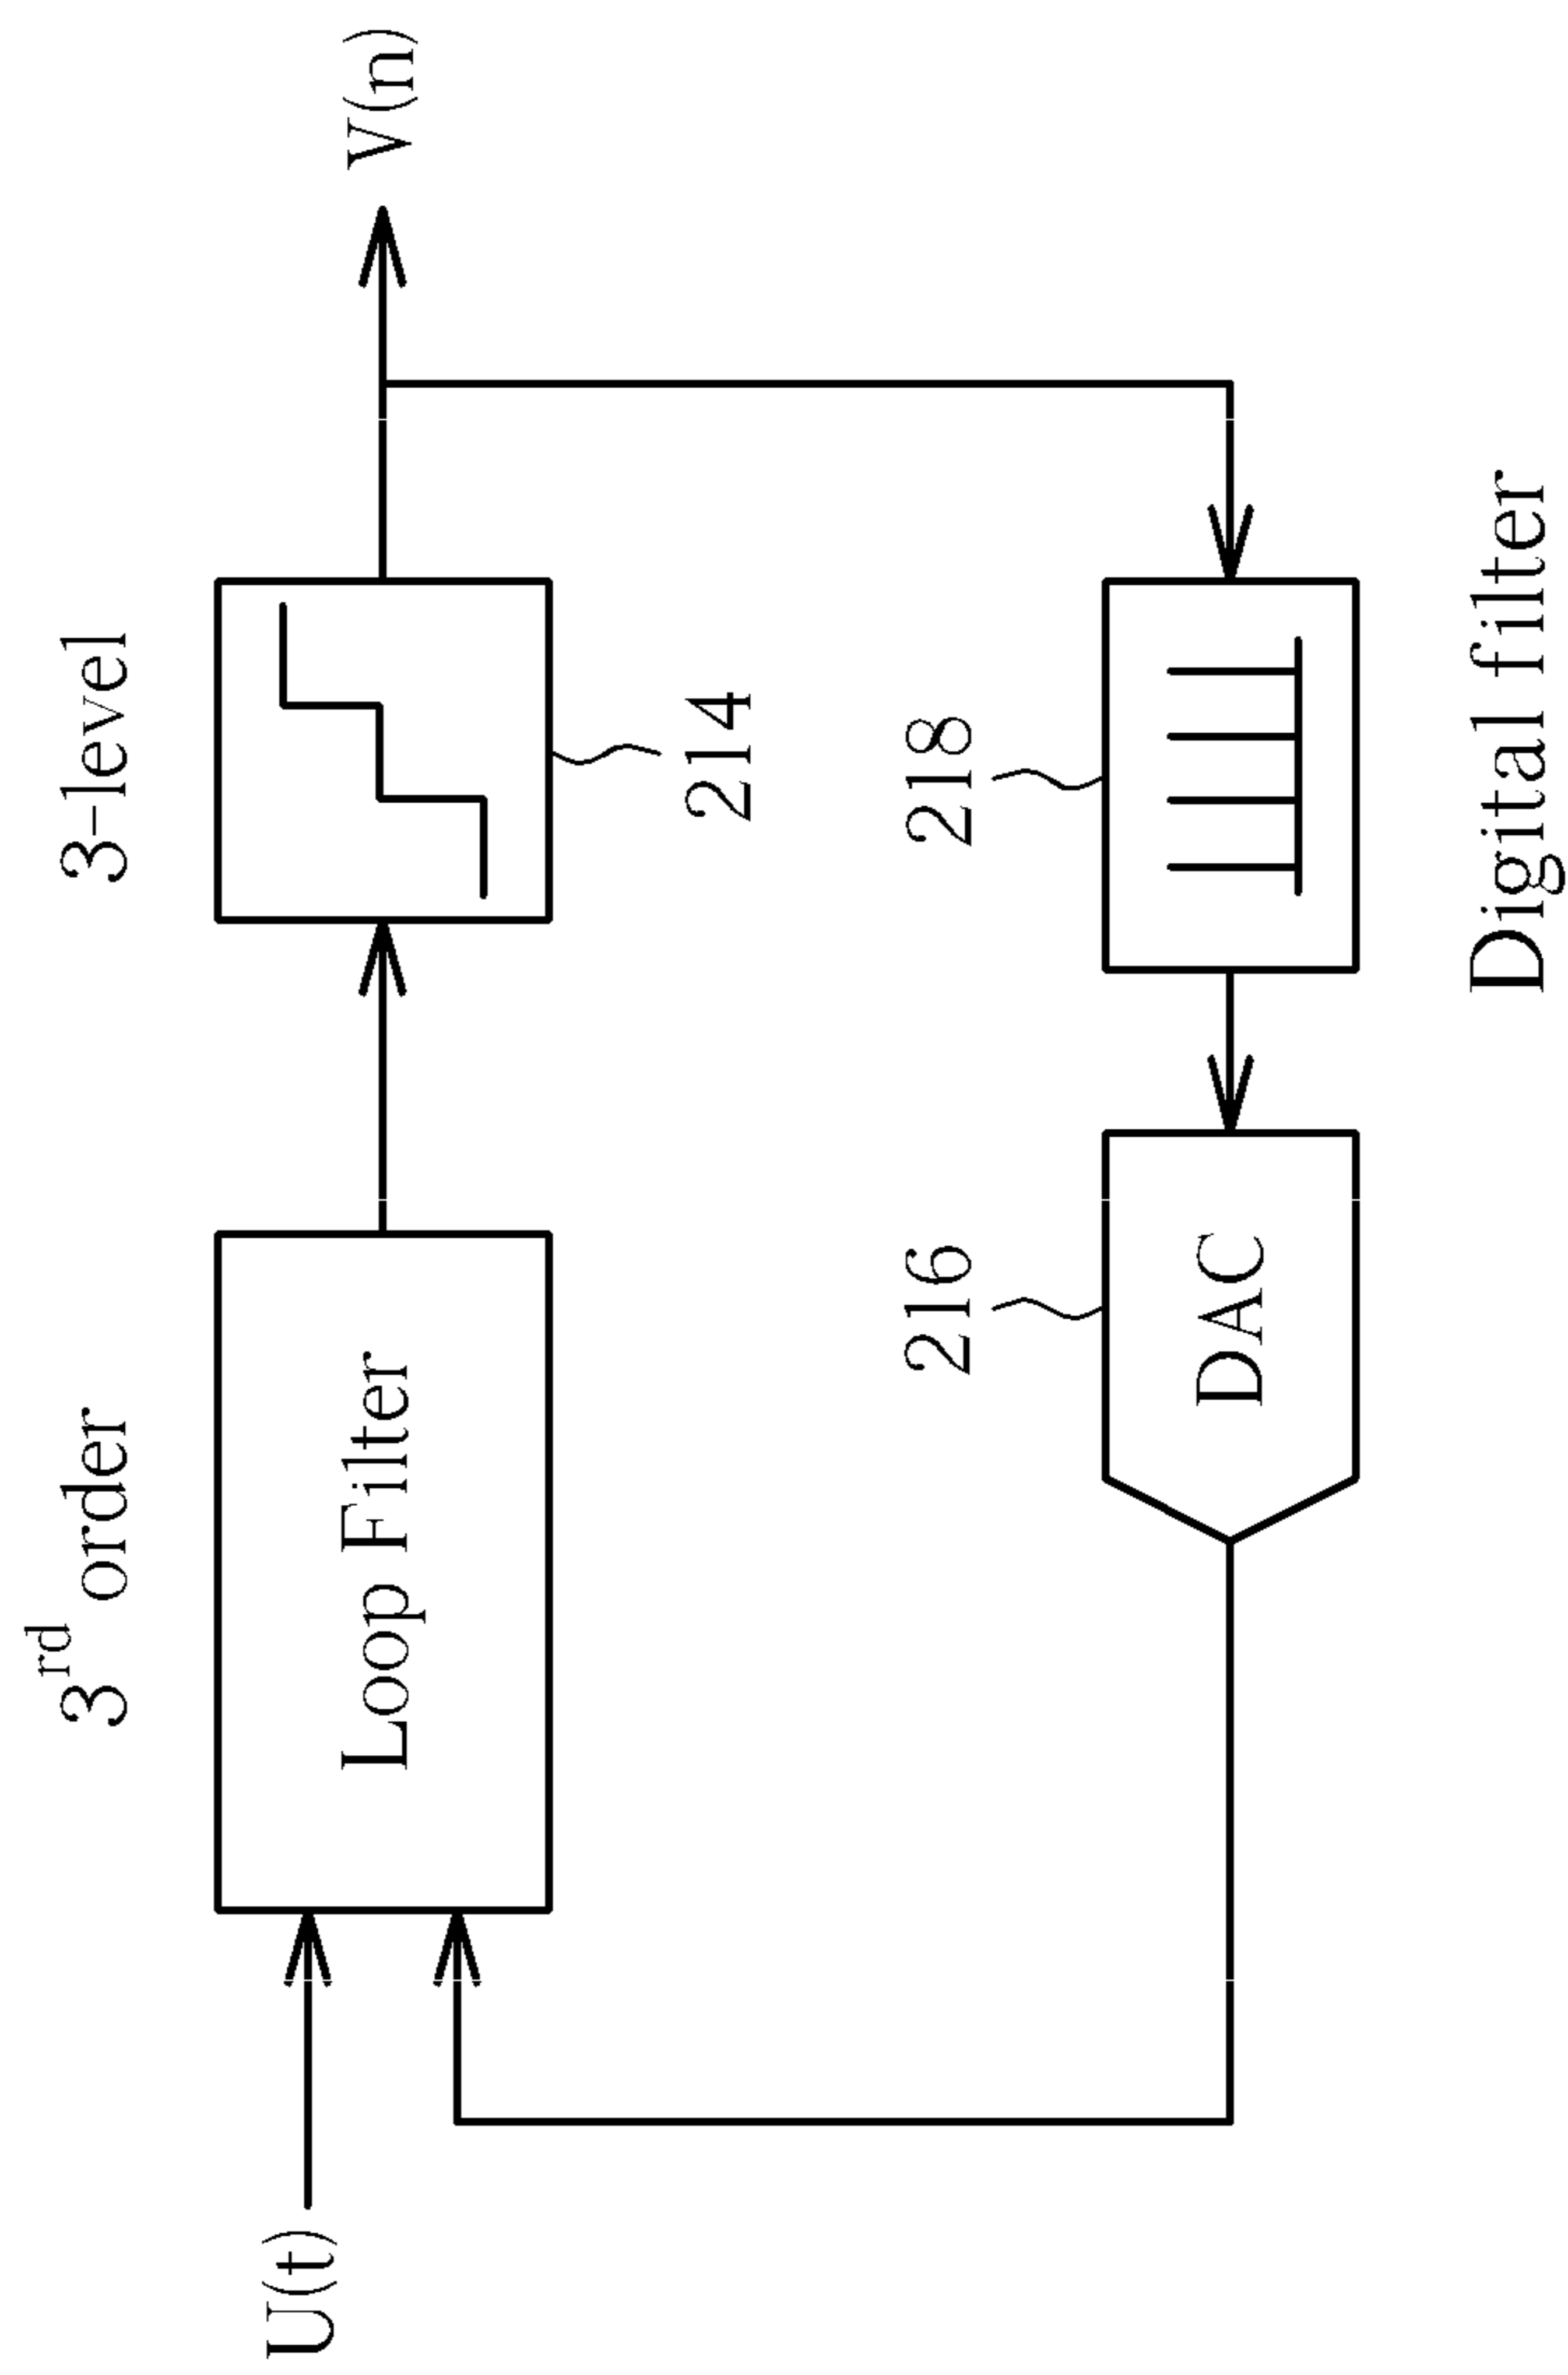 3rd order
3-level
U(t)
Loop Filter
V(n)
214
216
218
DAC
Digital filter